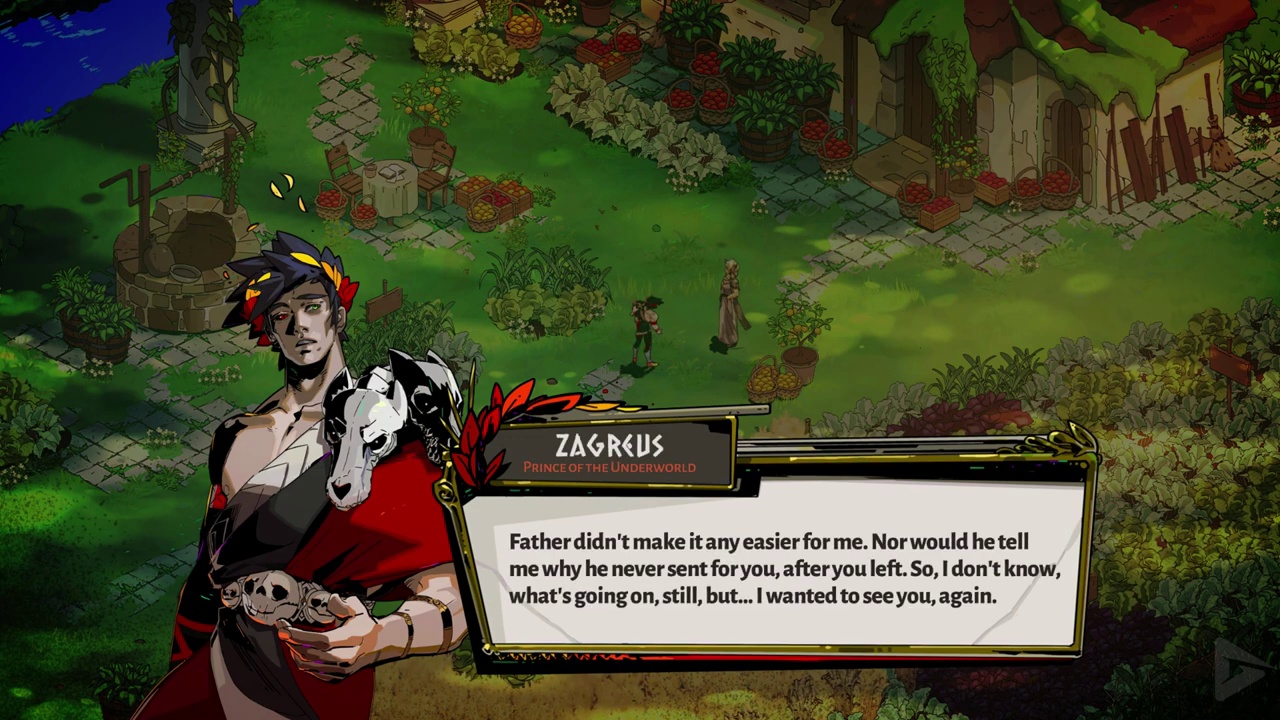 ZAGREUS
PRINCE OF THE UNDERWORLD
Father didn't make it any easier for me. Nor would he tell
me why he never sent for you, after you left. So, I don't know,
what's going on, still, but... I wanted to see you, again.